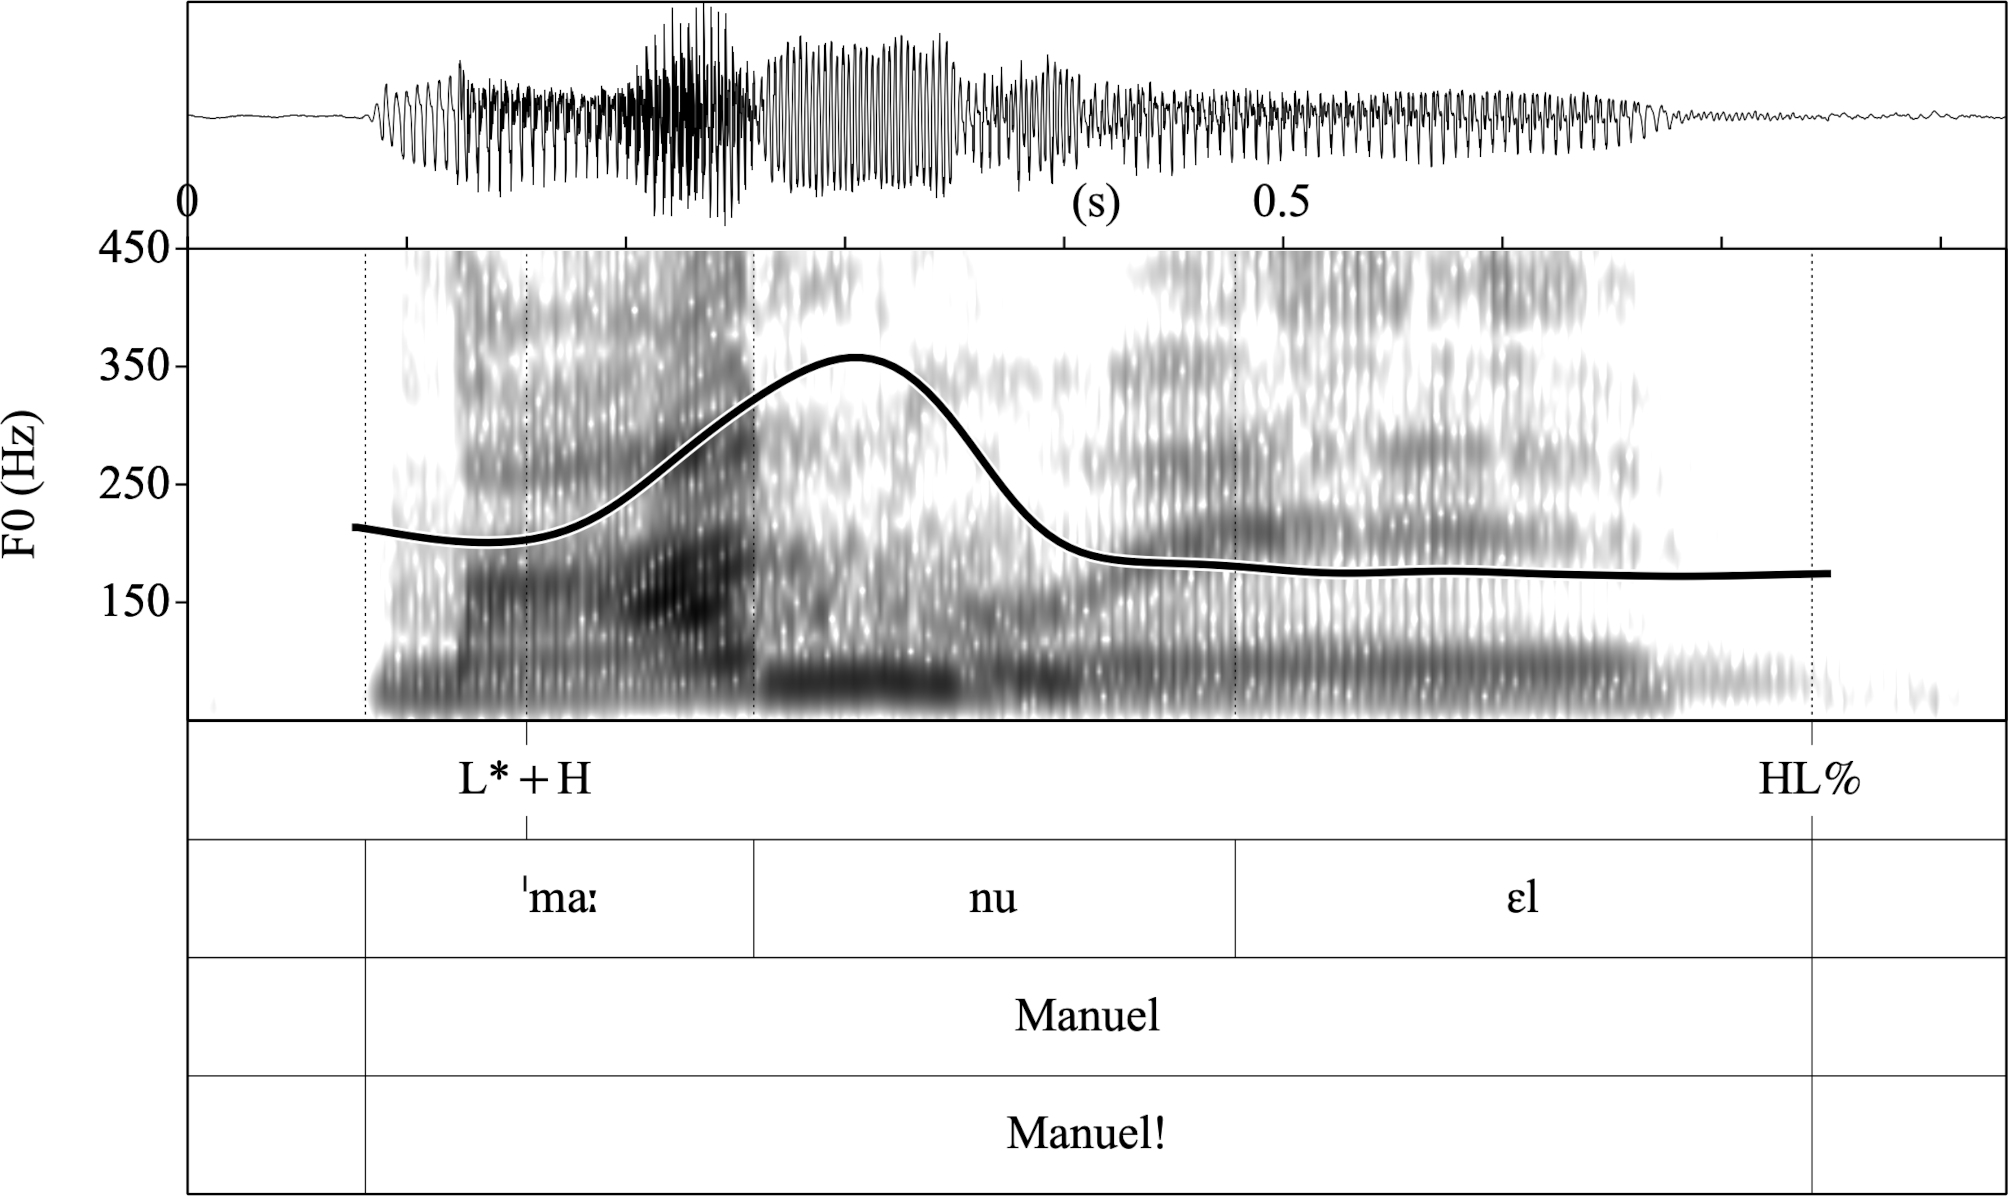 0 (s) 0.5
450
350
250
150
F0 (Hz)
L* + H HL%
ˈmaː nu ɛl
Manuel
Manuel!